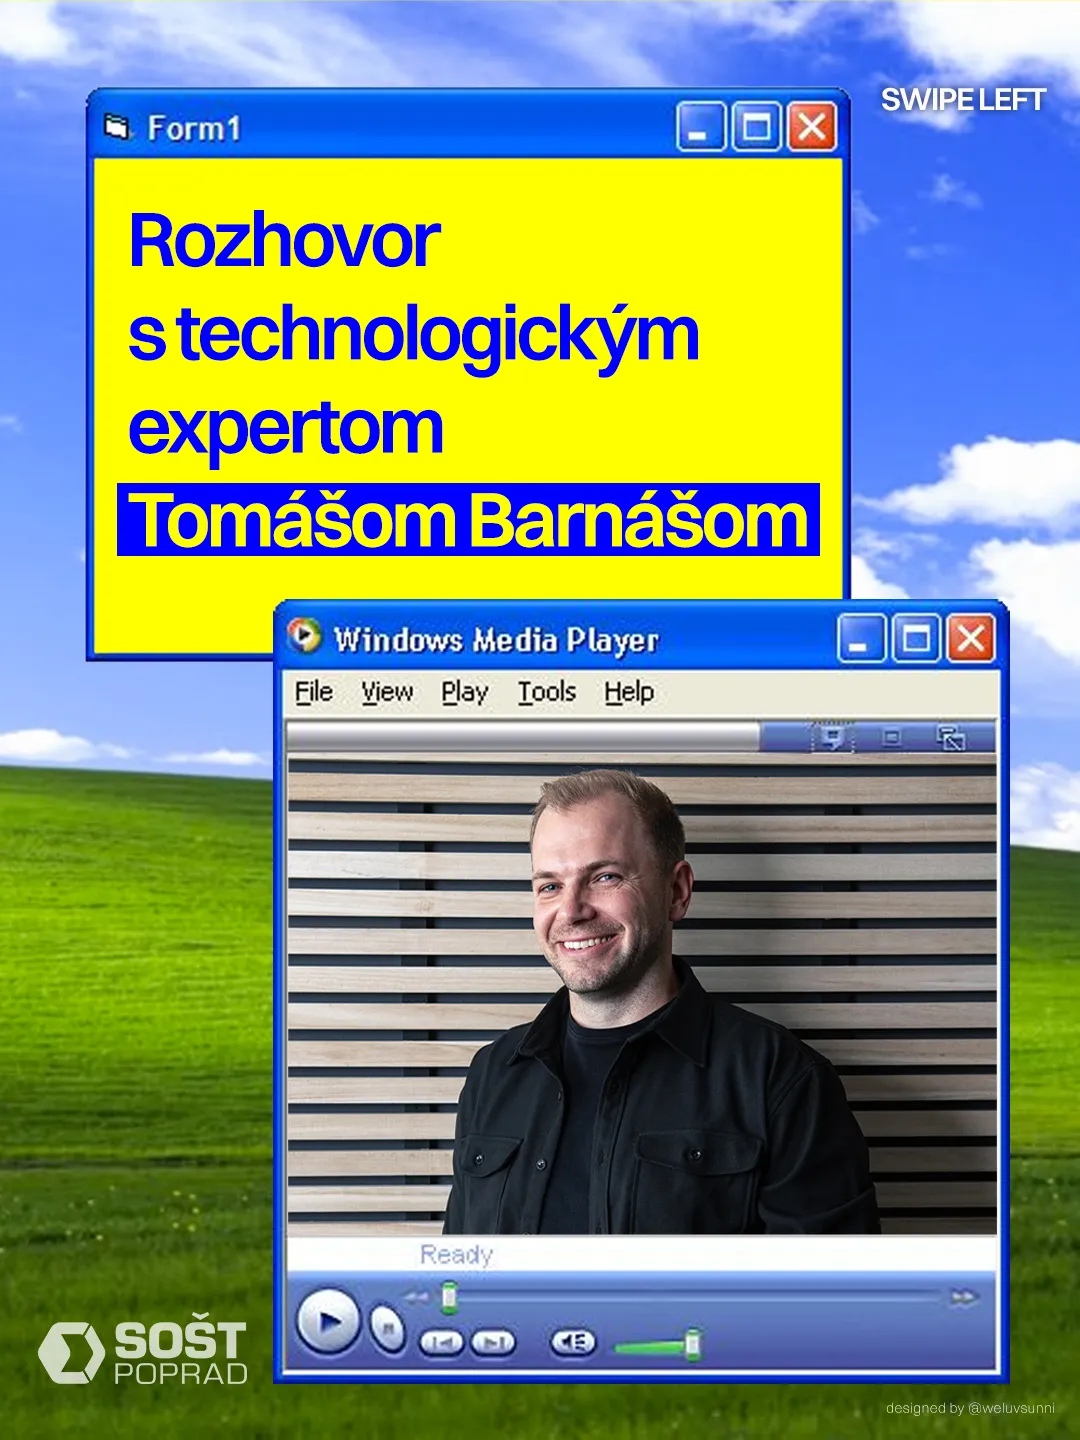 SWIPE LEFT
Form1
Rozhovor
s technologickým
expertom
Tomášom Barnášom
Windows Media Player
File View Play Tools Help
Ready
SOŠT
POPRAD
designed by @weluvsunni